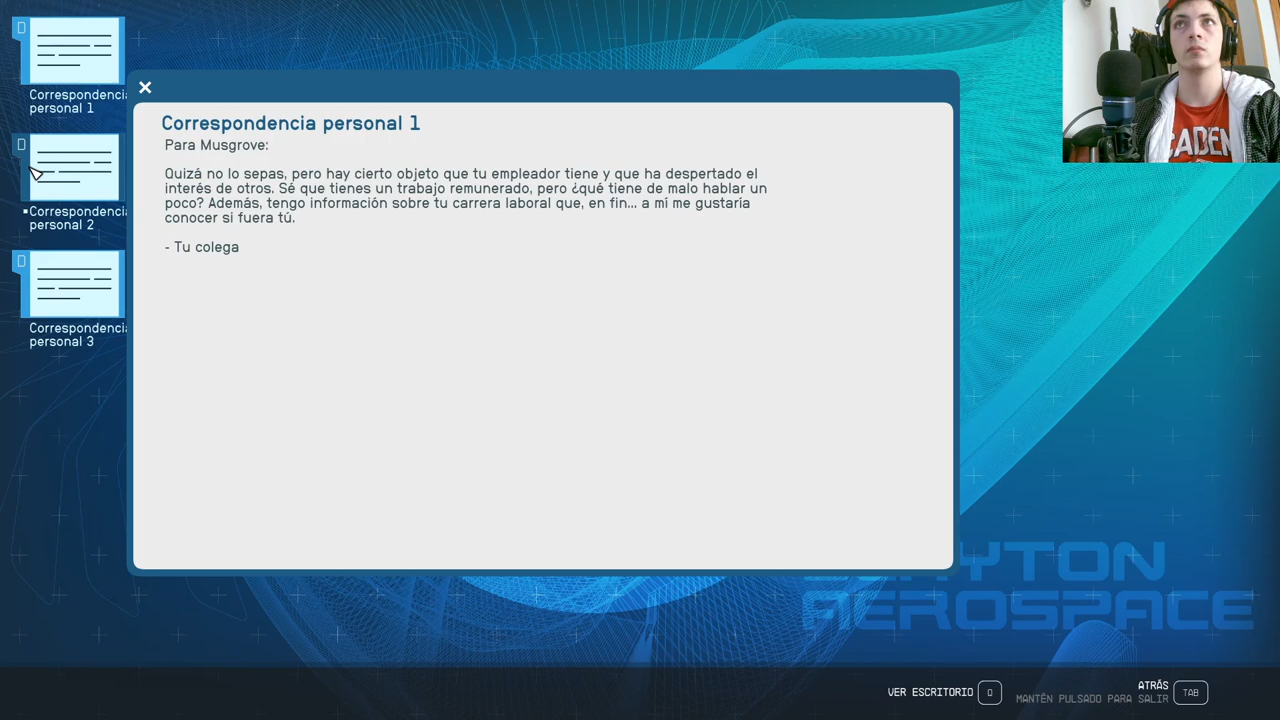 Correspondencia
personal 1
Correspondencia
personal 2
Correspondencia
personal 3
Correspondencia personal 1
Para Musgrove:
Quizá no lo sepas, pero hay cierto objeto que tu empleador tiene y que ha despertado el
interés de otros. Sé que tienes un trabajo remunerado, pero ¿qué tiene de malo hablar un
poco? Además, tengo información sobre tu carrera laboral que, en fin... a mí me gustaría
conocer si fuera tú.
- Tu colega
AEROSPACE
VER ESCRITORIO Q
ATRÁS
MANTÉN PULSADO PARA SALIR TAB